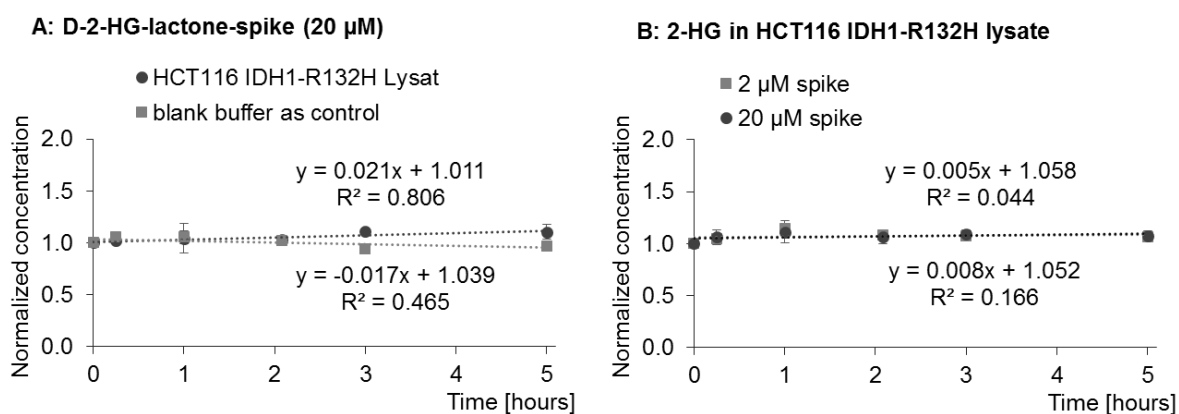 A: D-2-HG-lactone-spike (20 µM)
HCT116 IDH1-R132H Lysat
blank buffer as control
Normalized concentration
2.0
1.5
1.0
0.5
0.0
y = 0.021x + 1.011
R² = 0.806
y = -0.017x + 1.039
R² = 0.465
0 1 2 3 4 5
Time [hours]
B: 2-HG in HCT116 IDH1-R132H lysate
2 µM spike
20 µM spike
Normalized concentration
2.0
1.5
1.0
0.5
0.0
y = 0.005x + 1.058
R² = 0.044
y = 0.008x + 1.052
R² = 0.166
0 1 2 3 4 5
Time [hours]